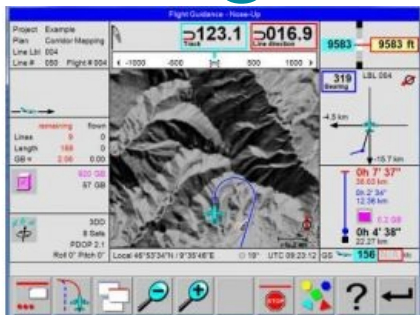 Flight Guidance - Nose-Up
Project Example
Plan Corridor Mapping
Line Lbl 004
Line # 050 Flight # 004
123.1
Track
016.9
Line direction
-1000 -500 500 1000
9583
9583 ft
319
Bearing
LSL 004
-4.5 km
-15.7 km
remaining flown
Lines 9 0
Length 168 0
GB = 2.06 0.00
920 GB
57 GB
0h 7' 37"
36.63 km
0h 2' 34"
12.36 km
6.2 GB
0h 4' 38"
22.27 km
3DD
8 Sats
PDOP 2.1
Roll 0° Pitch 0°
Local 46°53'34"N / 9°35'46"E
19°
UTC 09:23:12
GS
156
STOP
?